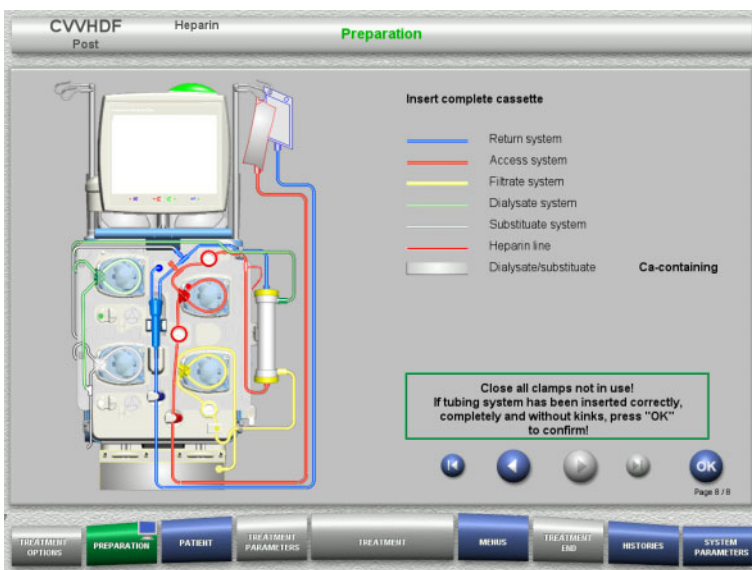 CVVHDF Heparin
Post
Preparation
Insert complete cassette
Return system
Access system
Filtrate system
Dialysate system
Substituate system
Heparin line
Dialysate/substituate Ca-containing
Close all clamps not in use!
If tubing system has been inserted correctly,
completely and without kinks, press "OK"
to confirm!
OK
Page 8 / 8
TREATMENT
OPTIONS
PREPARATION
PATIENT
TREATMENT
PARAMETERS
TREATMENT
MENUS
TREATMENT
END
HISTORIES
SYSTEM
PARAMETERS